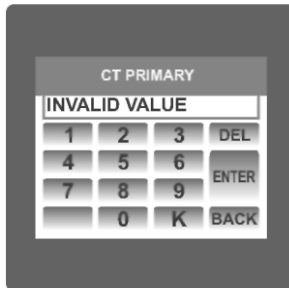 CT PRIMARY
INVALID VALUE
1 2 3 DEL
4 5 6 ENTER
7 8 9
0 K BACK